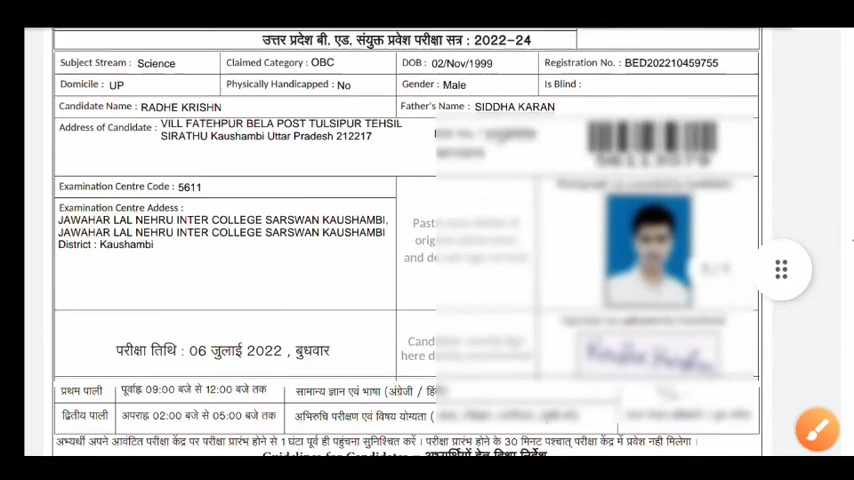 उत्तर प्रदेश बी. एड. संयुक्त प्रवेश परीक्षा सत्र : 2022-24
Subject Stream : Science Claimed Category : OBC DOB : 02/Nov/1999 Registration No. : BED202210459755
Domicile : UP Physically Handicapped : No Gender : Male Is Blind :
Candidate Name : RADHE KRISHN Father's Name : SIDDHA KARAN
Address of Candidate : VILL FATEHPUR BELA POST TULSIPUR TEHSIL
SIRATHU Kaushambi Uttar Pradesh 212217
Examination Centre Code : 5611
Examination Centre Address :
JAWAHAR LAL NEHRU INTER COLLEGE SARSWAN KAUSHAMBI,
JAWAHAR LAL NEHRU INTER COLLEGE SARSWAN KAUSHAMBI
District : Kaushambi
परीक्षा तिथि : 06 जुलाई 2022 , बुधवार
प्रथम पाली पूर्वाह्न 09:00 बजे से 12:00 बजे तक सामान्य ज्ञान एवं भाषा (अंग्रेजी /
द्वितीय पाली अपराह्न 02:00 बजे से 05:00 बजे तक अभिरुचि परीक्षण एवं विषय योग्यता (
अभ्यर्थी अपने आवंटित परीक्षा केंद्र पर परीक्षा प्रारंभ होने से 1 घंटा पूर्व ही पहुंचना सुनिश्चित करें । परीक्षा प्रारंभ होने के 30 मिनट पश्चात् परीक्षा केंद्र में प्रवेश नही मिलेगा ।
Guidelines for Candidates – अभ्यर्थियों हेतु दिशा निर्देश